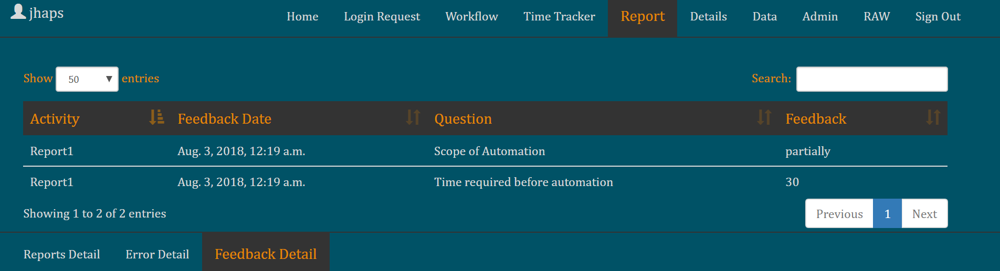 jhaps
Home Login Request Workflow Time Tracker Report Details Data Admin RAW Sign Out
Show 50 entries Search:
Activity Feedback Date Question Feedback
Report1 Aug. 3, 2018, 12:19 a.m. Scope of Automation partially
Report1 Aug. 3, 2018, 12:19 a.m. Time required before automation 30
Showing 1 to 2 of 2 entries Previous 1 Next
Reports Detail Error Detail Feedback Detail